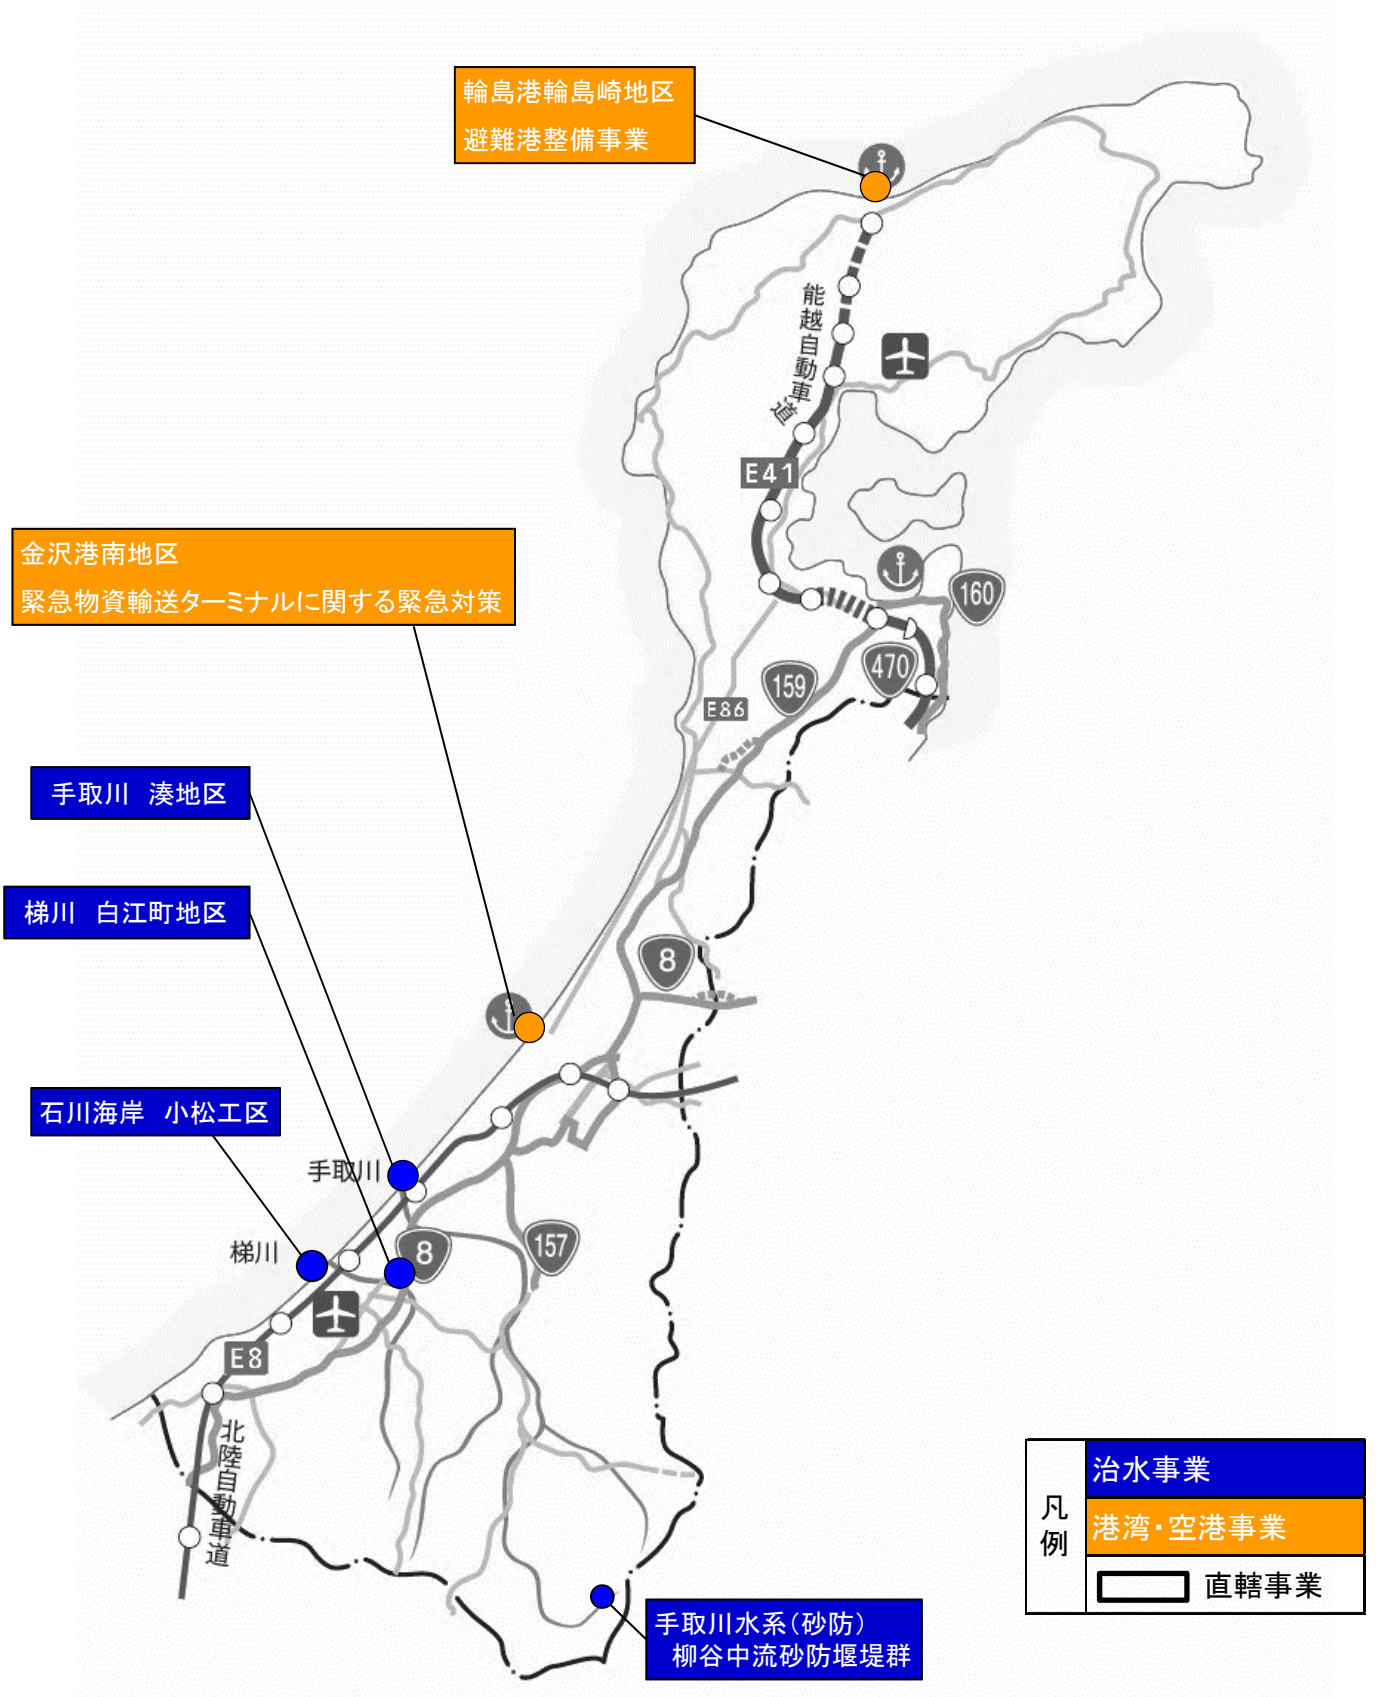 輪島港輪島崎地区
避難港整備事業
能越自動車道
E41
金沢港南地区
緊急物資輸送ターミナルに関する緊急対策
160
470
159
E86
手取川　湊地区
梯川　白江町地区
8
石川海岸　小松工区
手取川
梯川
8
157
E8
北陸自動車道
凡例
治水事業
港湾・空港事業
直轄事業
手取川水系（砂防）
柳谷中流砂防堰堤群